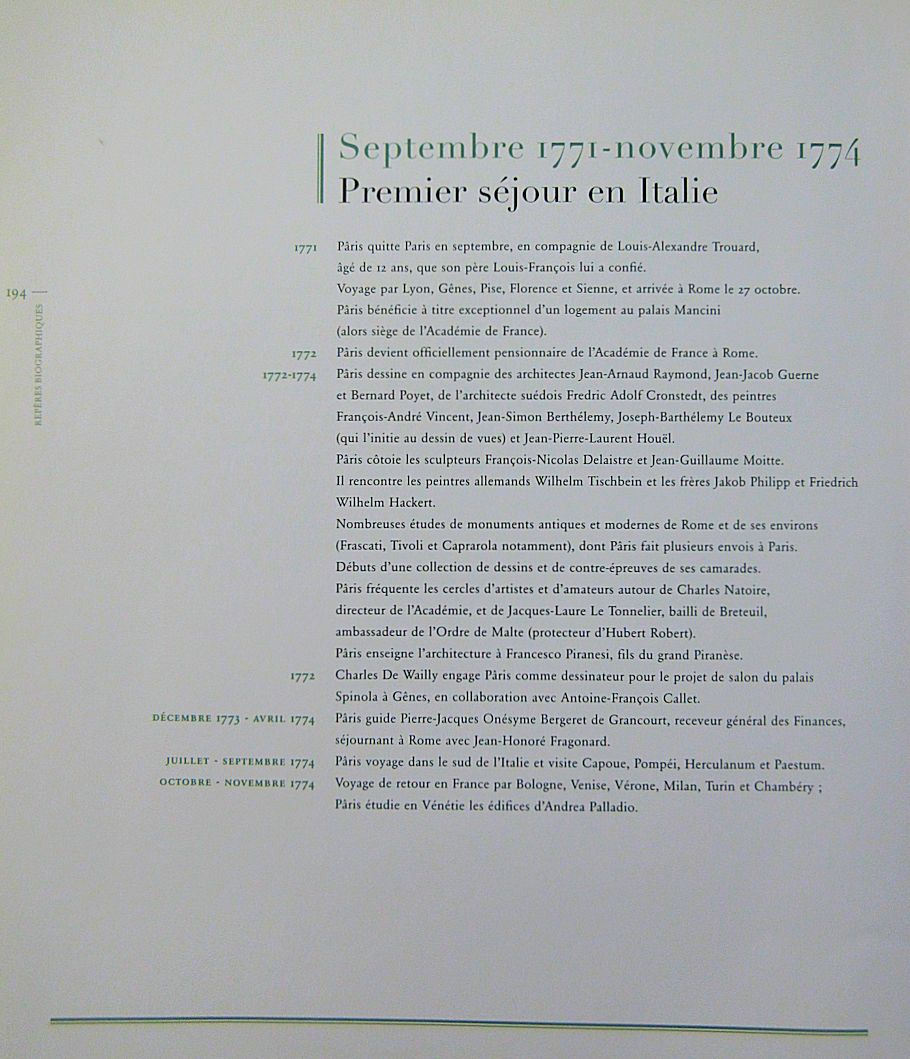 Septembre 1771-novembre 1774
Premier séjour en Italie
194
REPÈRES BIOGRAPHIQUES
1771 Pâris quitte Paris en septembre, en compagnie de Louis-Alexandre Trouard,
âgé de 12 ans, que son père Louis-François lui a confié.
Voyage par Lyon, Gênes, Pise, Florence et Sienne, et arrivée à Rome le 27 octobre.
Pâris bénéficie à titre exceptionnel d'un logement au palais Mancini
(alors siège de l'Académie de France).
1772 Pâris devient officiellement pensionnaire de l'Académie de France à Rome.
1772-1774 Pâris dessine en compagnie des architectes Jean-Arnaud Raymond, Jean-Jacob Guerne
et Bernard Poyet, de l'architecte suédois Fredric Adolf Cronstedt, des peintres
François-André Vincent, Jean-Simon Berthélemy, Joseph-Barthélemy Le Bouteux
(qui l'initie au dessin de vues) et Jean-Pierre-Laurent Houël.
Pâris côtoie les sculpteurs François-Nicolas Delaistre et Jean-Guillaume Moitte.
Il rencontre les peintres allemands Wilhelm Tischbein et les frères Jakob Philipp et Friedrich
Wilhelm Hackert.
Nombreuses études de monuments antiques et modernes de Rome et de ses environs
(Frascati, Tivoli et Caprarola notamment), dont Pâris fait plusieurs envois à Paris.
Débuts d'une collection de dessins et de contre-épreuves de ses camarades.
Pâris fréquente les cercles d'artistes et d'amateurs autour de Charles Natoire,
directeur de l'Académie, et de Jacques-Laure Le Tonnelier, bailli de Breteuil,
ambassadeur de l'Ordre de Malte (protecteur d'Hubert Robert).
Pâris enseigne l'architecture à Francesco Piranesi, fils du grand Piranèse.
1772 Charles De Wailly engage Pâris comme dessinateur pour le projet de salon du palais
Spinola à Gênes, en collaboration avec Antoine-François Callet.
DÉCEMBRE 1773 - AVRIL 1774 Pâris guide Pierre-Jacques Onésyme Bergeret de Grancourt, receveur général des Finances,
séjournant à Rome avec Jean-Honoré Fragonard.
JUILLET - SEPTEMBRE 1774 Pâris voyage dans le sud de l'Italie et visite Capoue, Pompéi, Herculanum et Paestum.
OCTOBRE - NOVEMBRE 1774 Voyage de retour en France par Bologne, Venise, Vérone, Milan, Turin et Chambéry ;
Pâris étudie en Vénétie les édifices d'Andrea Palladio.